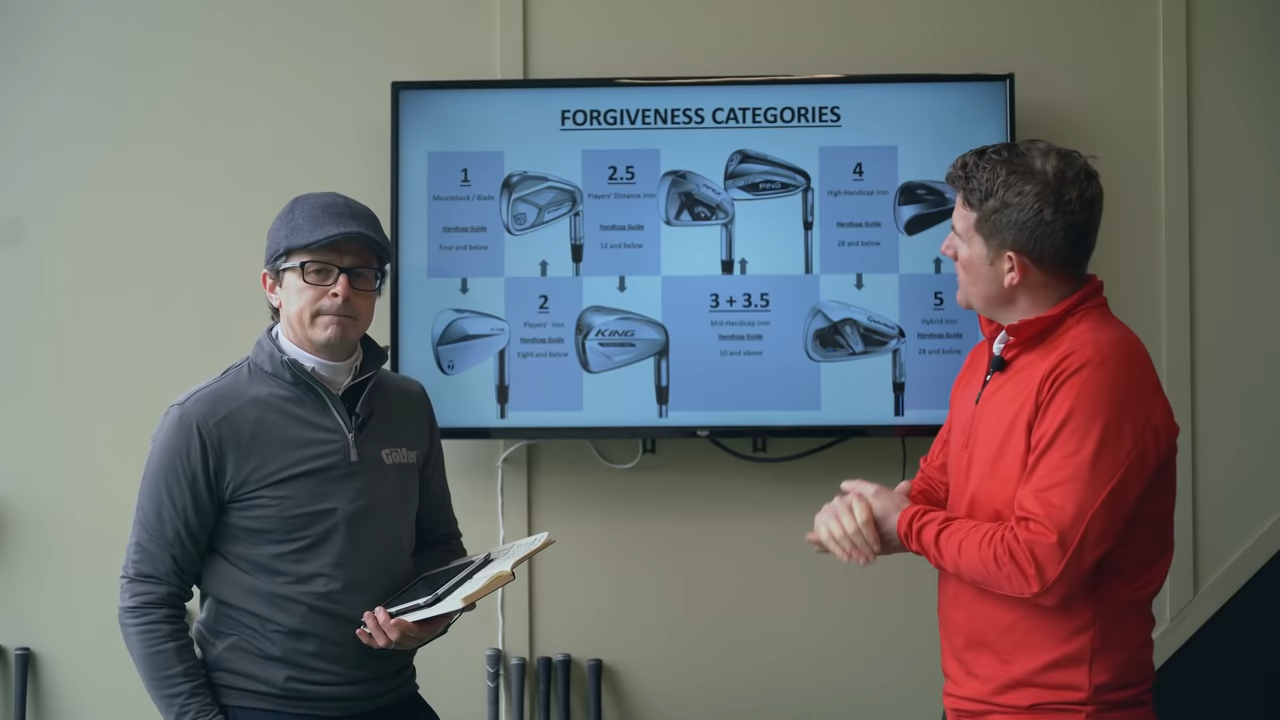 FORGIVENESS CATEGORIES
1
Muscleback / Blade
Handicap Guide
Four and below
2.5
Players' Distance Iron
Handicap Guide
12 and below
4
High-Handicap Iron
Handicap Guide
28 and below
2
Players' Iron
Handicap Guide
Eight and below
3 + 3.5
Mid-Handicap Iron
Handicap Guide
10 and above
5
Hybrid Iron
Handicap Guide
28 and below
PING
KING
TaylorMade
Golfer